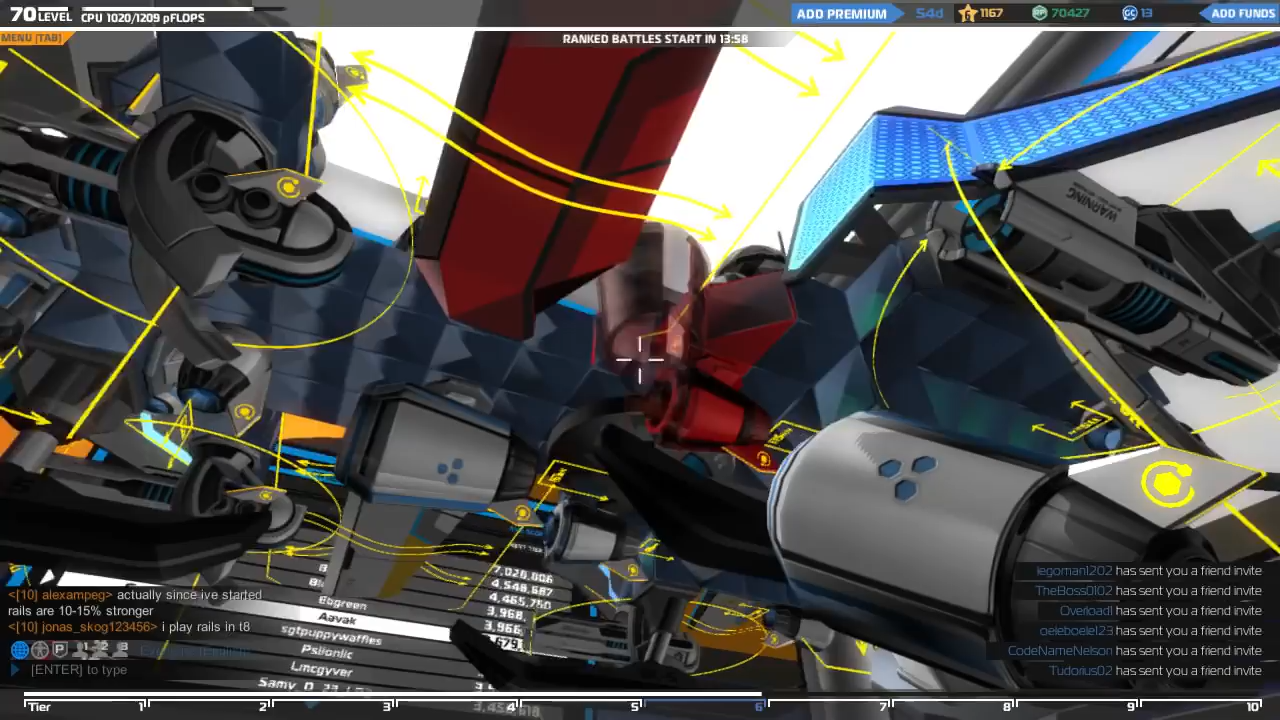 70 LEVEL CPU 1020/1209 pFLOPS
ADD PREMIUM 54d 1167 RP 70427 GC 13 ADD FUNDS
MENU [TAB]
RANKED BATTLES START IN 13:58
WARNING
7,020,006
4,548,687
Ebgreen 4,465,750
Aavak 3,968,
sgtpuppywaffles 3,966,
Psilonic
Lmcgyver
<[10] alexampeg> actually since ive started
rails are 10-15% stronger
<[10] jonas_skog123456> i play rails in t8
[ENTER] to type
legoman1202 has sent you a friend invite
TheBoss0102 has sent you a friend invite
Overload1 has sent you a friend invite
oeleboele123 has sent you a friend invite
CodeNameNelson has sent you a friend invite
Tudorius02 has sent you a friend invite
Tier 1 2 3 4 5 6 7 8 9 10